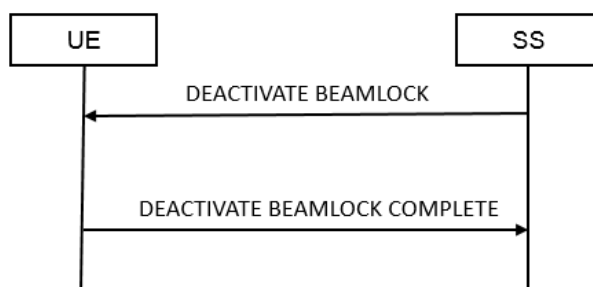 UE
SS
DEACTIVATE BEAMLOCK
DEACTIVATE BEAMLOCK COMPLETE